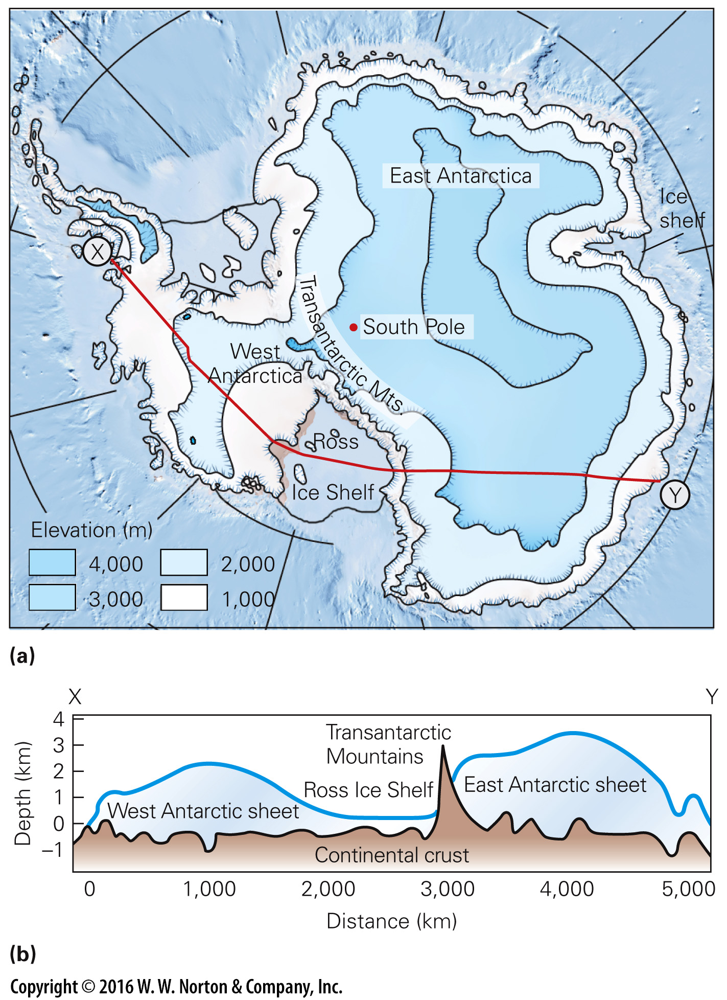 East Antarctica
Ice
shelf
X
South Pole
Transantarctic Mts.
West
Antarctica
Ross
Ice Shelf
Y
Elevation (m)
4,000
2,000
3,000
1,000
(a)
X
Y
Depth (km)
4
3
2
1
0
–1
Transantarctic
Mountains
Ross Ice Shelf
East Antarctic sheet
West Antarctic sheet
Continental crust
0
1,000
2,000
3,000
4,000
5,000
Distance (km)
(b)
Copyright © 2016 W. W. Norton & Company, Inc.